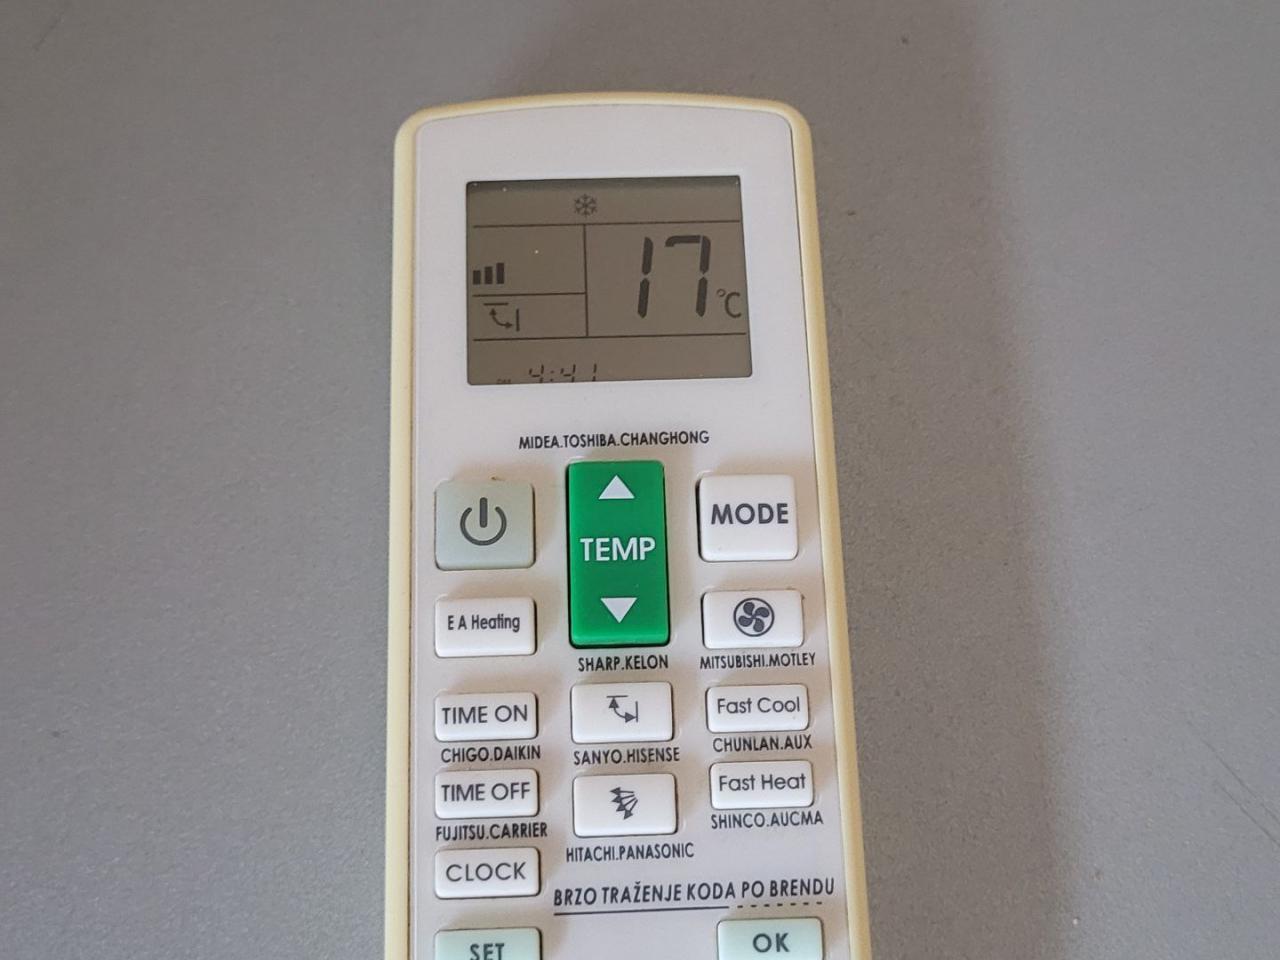 17°C
4:41
MIDEA.TOSHIBA.CHANGHONG
TEMP
MODE
E A Heating
SHARP.KELON
MITSUBISHI.MOTLEY
TIME ON
Fast Cool
CHIGO.DAIKIN
SANYO.HISENSE
CHUNLAN.AUX
TIME OFF
Fast Heat
FUJITSU.CARRIER
SHINCO.AUCMA
HITACHI.PANASONIC
CLOCK
BRZO TRAŽENJE KODA PO BRENDU
SET
OK